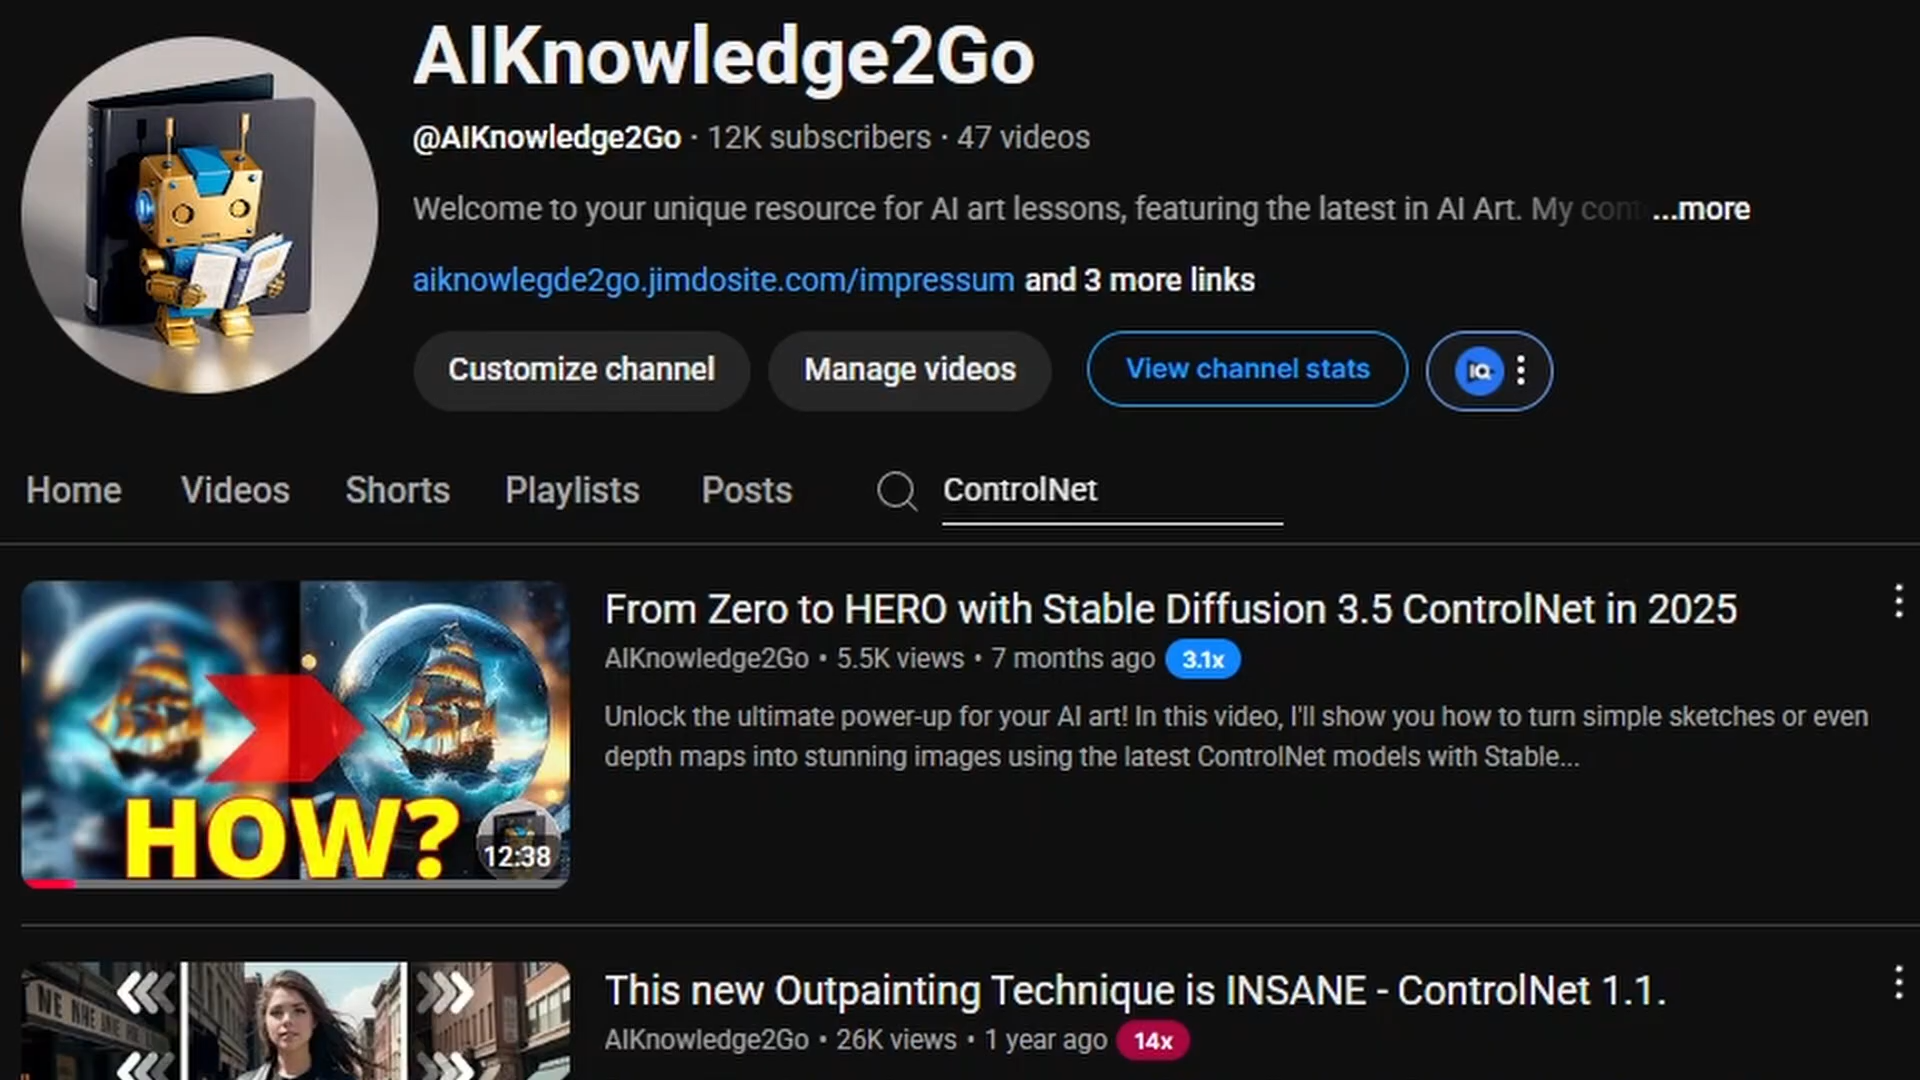 AIKnowledge2Go
@AIKnowledge2Go · 12K subscribers · 47 videos
Welcome to your unique resource for AI art lessons, featuring the latest in AI Art. My ...more
aiknowlegde2go.jimdosite.com/impressum and 3 more links
Customize channel Manage videos View channel stats IQ
Home Videos Shorts Playlists Posts ControlNet
From Zero to HERO with Stable Diffusion 3.5 ControlNet in 2025
AIKnowledge2Go • 5.5K views • 7 months ago 3.1x
Unlock the ultimate power-up for your AI art! In this video, I'll show you how to turn simple sketches or even
depth maps into stunning images using the latest ControlNet models with Stable...
HOW?
12:38
This new Outpainting Technique is INSANE - ControlNet 1.1.
AIKnowledge2Go • 26K views • 1 year ago 14x